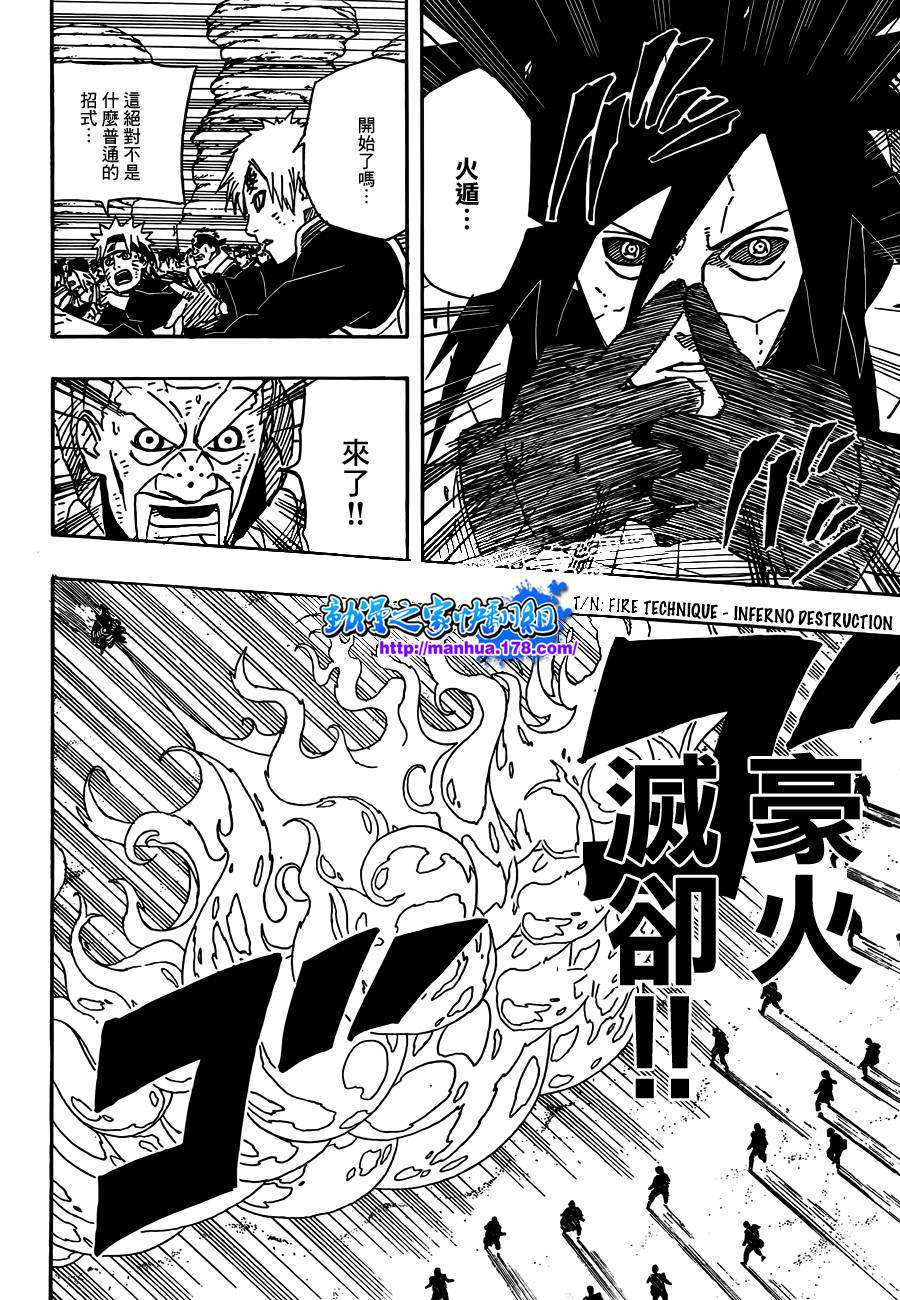 火遁…
開始了嗎…
這絕對不是
什麼普通的
招式…
來了!!
T/N: FIRE TECHNIQUE - INFERNO DESTRUCTION
動漫之家快翻組
http://manhua.178.com/
豪火
滅卻!!
ゴゴ